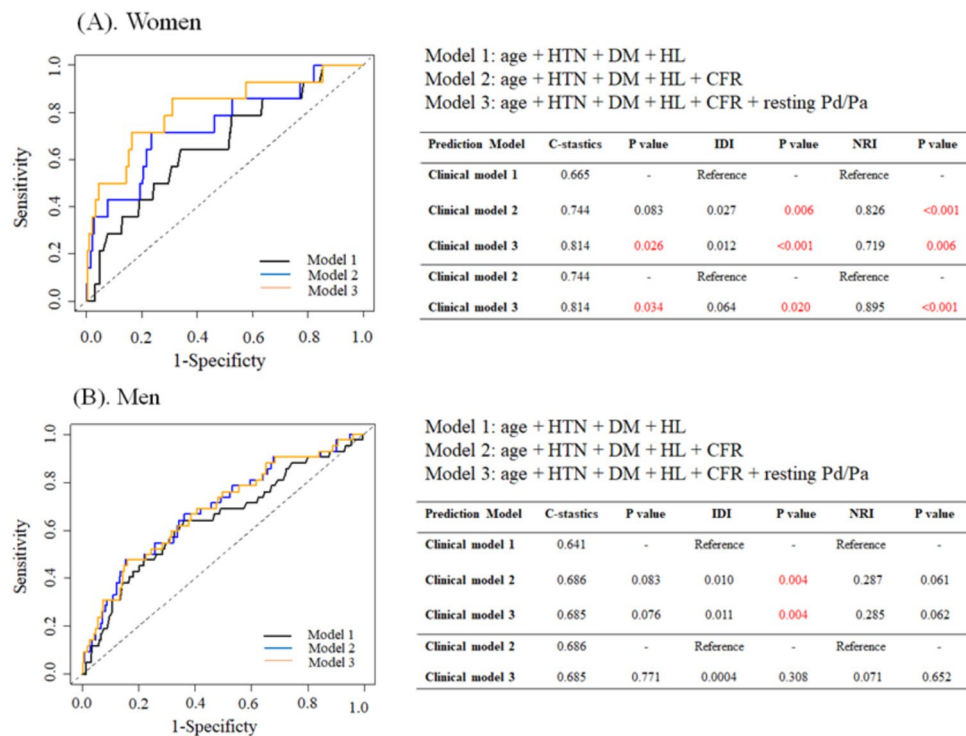 (A). Women
Sensitivity
1.0
0.8
0.6
0.4
0.2
0.0
Model 1
Model 2
Model 3
0.0 0.2 0.4 0.6 0.8 1.0
1-Specificty
Model 1: age + HTN + DM + HL
Model 2: age + HTN + DM + HL + CFR
Model 3: age + HTN + DM + HL + CFR + resting Pd/Pa
Prediction Model C-stastics P value IDI P value NRI P value
Clinical model 1 0.665 - Reference - Reference -
Clinical model 2 0.744 0.083 0.027 0.006 0.826 <0.001
Clinical model 3 0.814 0.026 0.012 <0.001 0.719 0.006
Clinical model 2 0.744 - Reference - Reference -
Clinical model 3 0.814 0.034 0.064 0.020 0.895 <0.001
(B). Men
Sensitivity
1.0
0.8
0.6
0.4
0.2
0.0
Model 1
Model 2
Model 3
0.0 0.2 0.4 0.6 0.8 1.0
1-Specificty
Model 1: age + HTN + DM + HL
Model 2: age + HTN + DM + HL + CFR
Model 3: age + HTN + DM + HL + CFR + resting Pd/Pa
Prediction Model C-stastics P value IDI P value NRI P value
Clinical model 1 0.641 - Reference - Reference -
Clinical model 2 0.686 0.083 0.010 0.004 0.287 0.061
Clinical model 3 0.685 0.076 0.011 0.004 0.285 0.062
Clinical model 2 0.686 - Reference - Reference -
Clinical model 3 0.685 0.771 0.0004 0.308 0.071 0.652